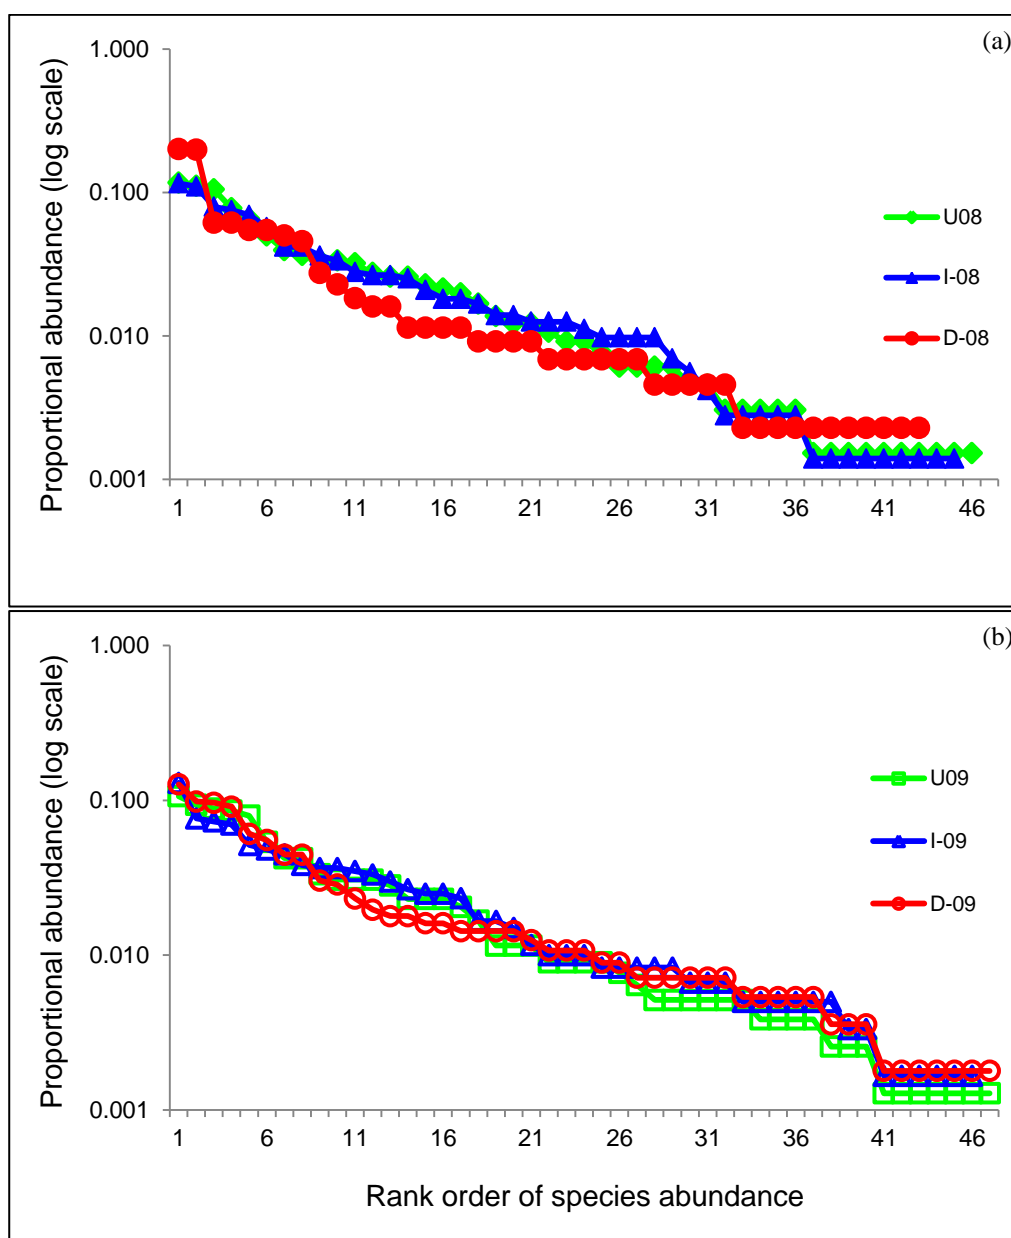 (a)
Proportional abundance (log scale)
1.000
0.100
0.010
0.001
1 6 11 16 21 26 31 36 41 46
U08
I-08
D-08
(b)
Proportional abundance (log scale)
1.000
0.100
0.010
0.001
1 6 11 16 21 26 31 36 41 46
U09
I-09
D-09
Rank order of species abundance